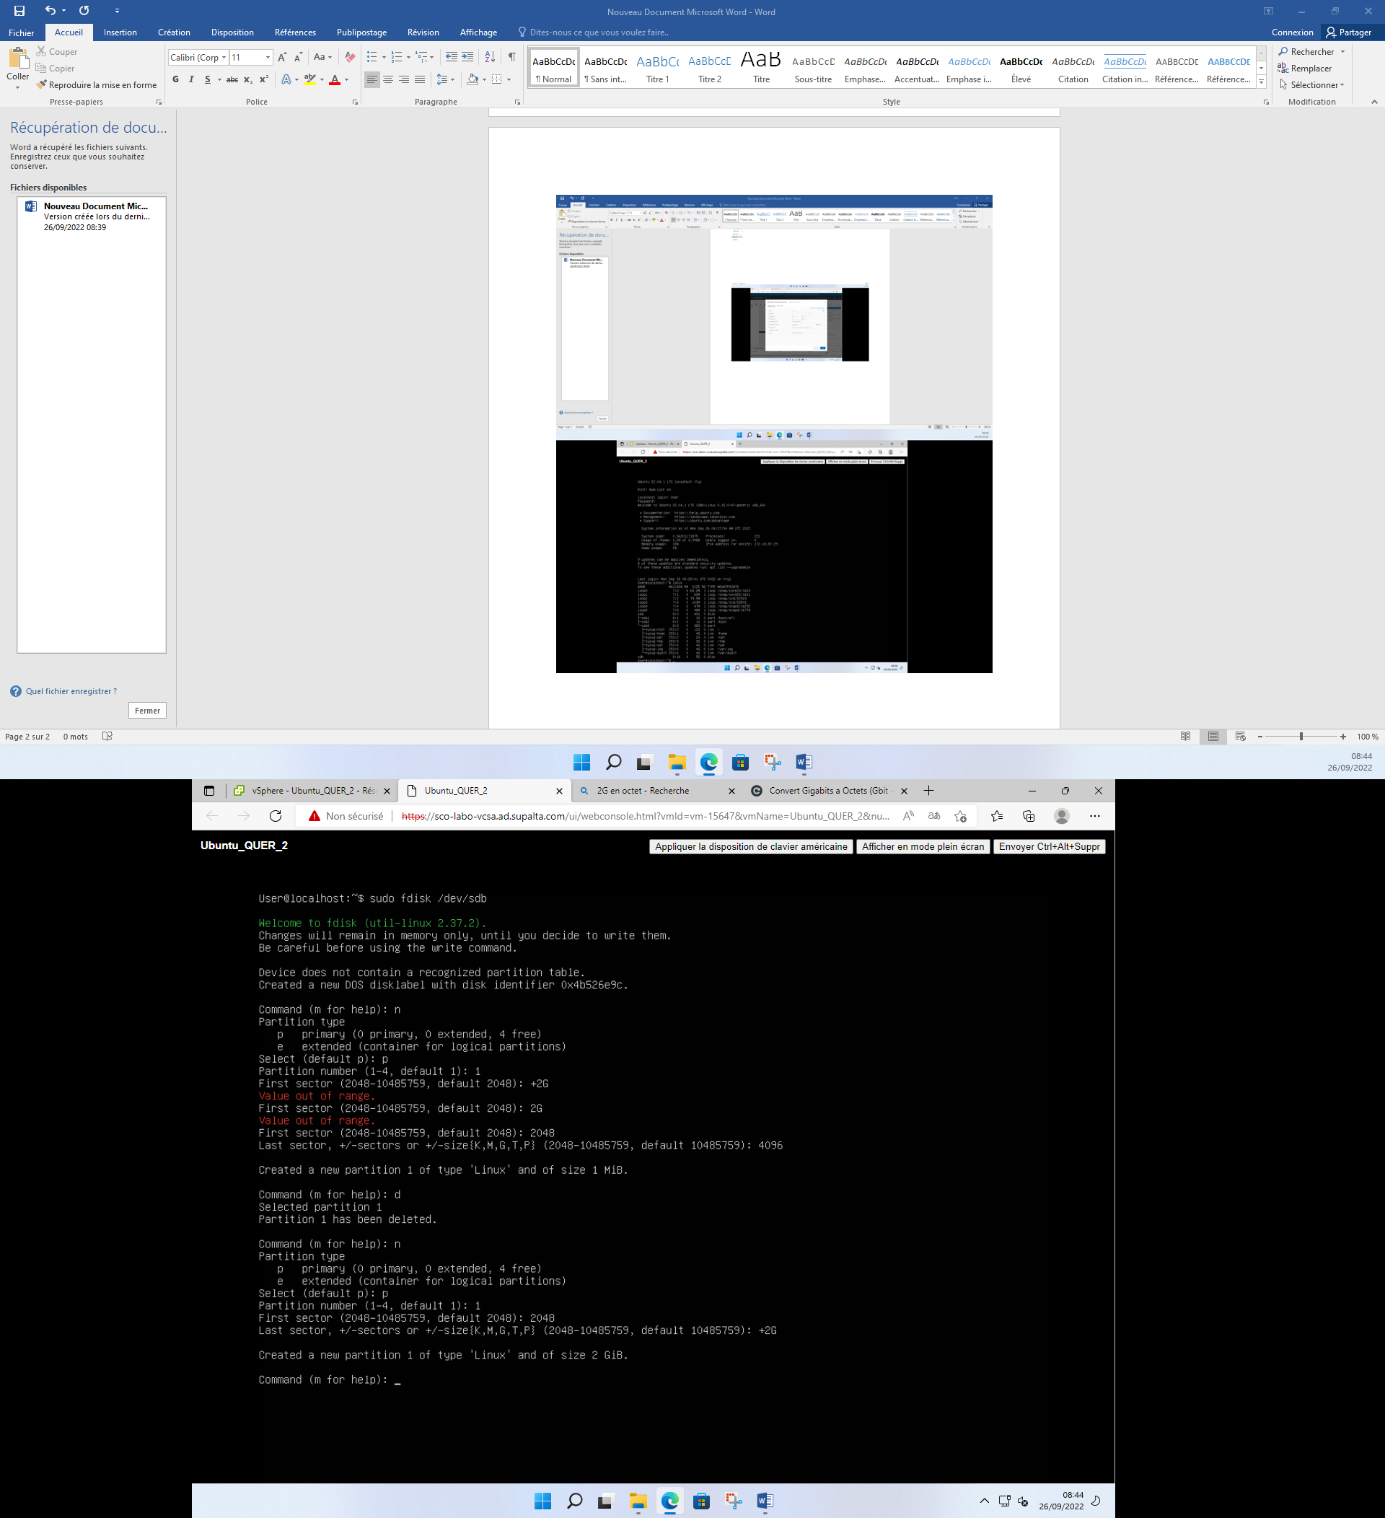 Nouveau Document Microsoft Word - Word
Fichier Accueil Insertion Création Disposition Références Publipostage Révision Affichage Dites-nous ce que vous voulez faire.. Connexion Partager
Coller
Couper
Copier
Reproduire la mise en forme
Presse-papiers
Calibri (Corp 11
Police
Paragraphe
AaBbCcDc AaBbCcDc AaBbC AaBbCcE AaB AaBbCcD AaBbCcDt AaBbCcDt AaBbCcDt AaBbCcDc AaBbCcDt AaBbCcDt AABBCCDE AABBCCDE
¶ Normal ¶ Sans int... Titre 1 Titre 2 Titre Sous-titre Emphase... Accentuat... Emphase i... Élevé Citation Citation in... Référence... Référence...
Style
Rechercher
Remplacer
Sélectionner
Modification
Récupération de docu...
Word a récupéré les fichiers suivants.
Enregistrez ceux que vous souhaitez
conserver.
Fichiers disponibles
Nouveau Document Mic...
Version créée lors du derni...
26/09/2022 08:39
Quel fichier enregistrer ?
Fermer
Page 2 sur 2 0 mots
100 %
08:44
26/09/2022
vSphere - Ubuntu_QUER_2 - Rés
Ubuntu_QUER_2
2G en octet - Recherche
Convert Gigabits a Octets (Gbit
Non sécurisé https://sco-labo-vcsa.ad.supalta.com/ui/webconsole.html?vmId=vm-15647&vmName=Ubuntu_QUER_2&nu...
Ubuntu_QUER_2
Appliquer la disposition de clavier américaine Afficher en mode plein écran Envoyer Ctrl+Alt+Suppr
User@localhost:~$ sudo fdisk /dev/sdb
Welcome to fdisk (util-linux 2.37.2).
Changes will remain in memory only, until you decide to write them.
Be careful before using the write command.
Device does not contain a recognized partition table.
Created a new DOS disklabel with disk identifier 0x4b526e9c.
Command (m for help): n
Partition type
p primary (0 primary, 0 extended, 4 free)
e extended (container for logical partitions)
Select (default p): p
Partition number (1-4, default 1): 1
First sector (2048-10485759, default 2048): +2G
Value out of range.
First sector (2048-10485759, default 2048): 2G
Value out of range.
First sector (2048-10485759, default 2048): 2048
Last sector, +/-sectors or +/-size{K,M,G,T,P} (2048-10485759, default 10485759): 4096
Created a new partition 1 of type 'Linux' and of size 1 MiB.
Command (m for help): d
Selected partition 1
Partition 1 has been deleted.
Command (m for help): n
Partition type
p primary (0 primary, 0 extended, 4 free)
e extended (container for logical partitions)
Select (default p): p
Partition number (1-4, default 1): 1
First sector (2048-10485759, default 2048): 2048
Last sector, +/-sectors or +/-size{K,M,G,T,P} (2048-10485759, default 10485759): +2G
Created a new partition 1 of type 'Linux' and of size 2 GiB.
Command (m for help): _
08:44
26/09/2022